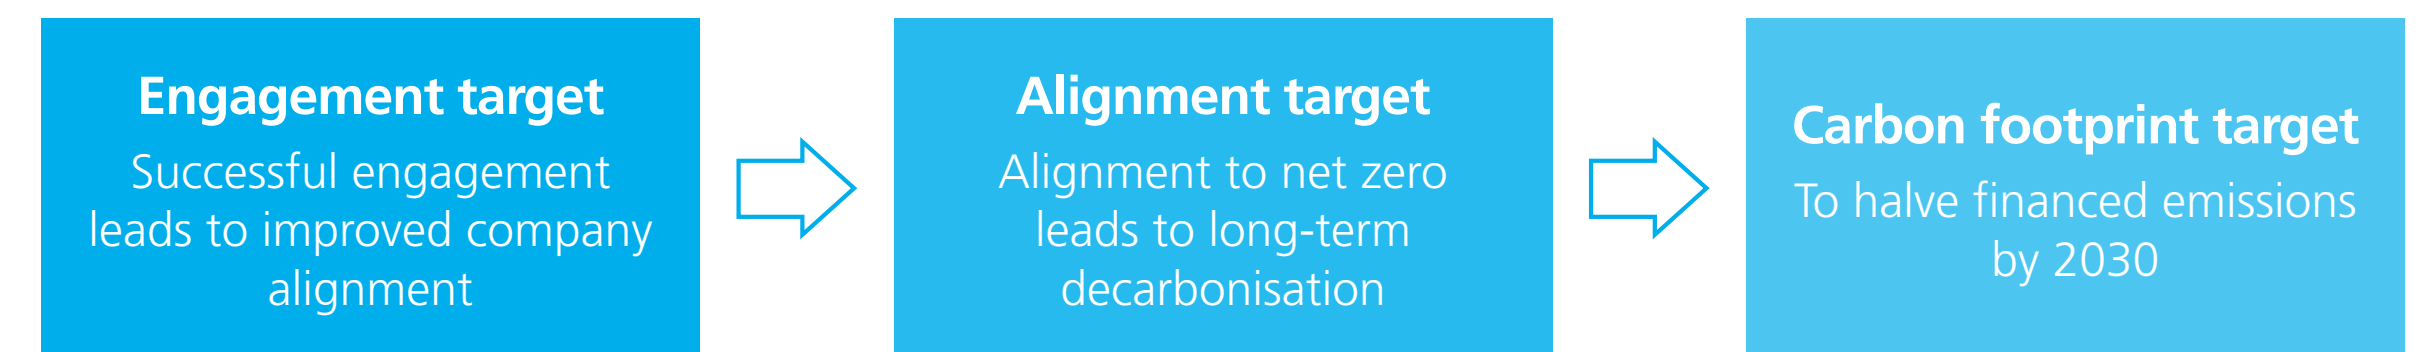 Engagement target
Successful engagement
leads to improved company
alignment
Alignment target
Alignment to net zero
leads to long-term
decarbonisation
Carbon footprint target
To halve financed emissions
by 2030